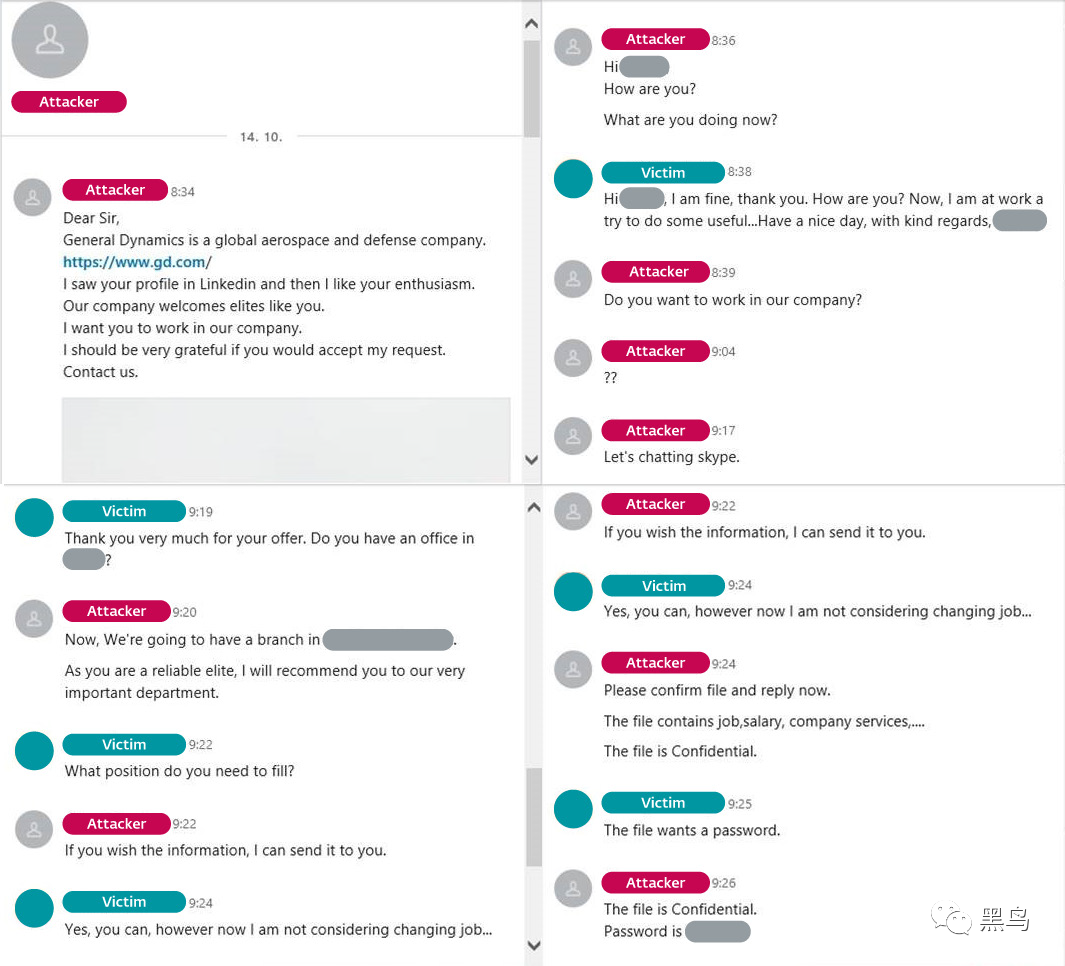 Attacker
14. 10.
Attacker 8:34
Dear Sir,
General Dynamics is a global aerospace and defense company.
https://www.gd.com/
I saw your profile in Linkedin and then I like your enthusiasm.
Our company welcomes elites like you.
I want you to work in our company.
I should be very grateful if you would accept my request.
Contact us.
Attacker 8:36
Hi
How are you?
What are you doing now?
Victim 8:38
Hi , I am fine, thank you. How are you? Now, I am at work a
try to do some useful...Have a nice day, with kind regards,
Attacker 8:39
Do you want to work in our company?
Attacker 9:04
??
Attacker 9:17
Let's chatting skype.
Victim 9:19
Thank you very much for your offer. Do you have an office in
?
Attacker 9:20
Now, We're going to have a branch in .
As you are a reliable elite, I will recommend you to our very
important department.
Victim 9:22
What position do you need to fill?
Attacker 9:22
If you wish the information, I can send it to you.
Victim 9:24
Yes, you can, however now I am not considering changing job...
Attacker 9:22
If you wish the information, I can send it to you.
Victim 9:24
Yes, you can, however now I am not considering changing job...
Attacker 9:24
Please confirm file and reply now.
The file contains job,salary, company services,....
The file is Confidential.
Victim 9:25
The file wants a password.
Attacker 9:26
The file is Confidential.
Password is
黑鸟